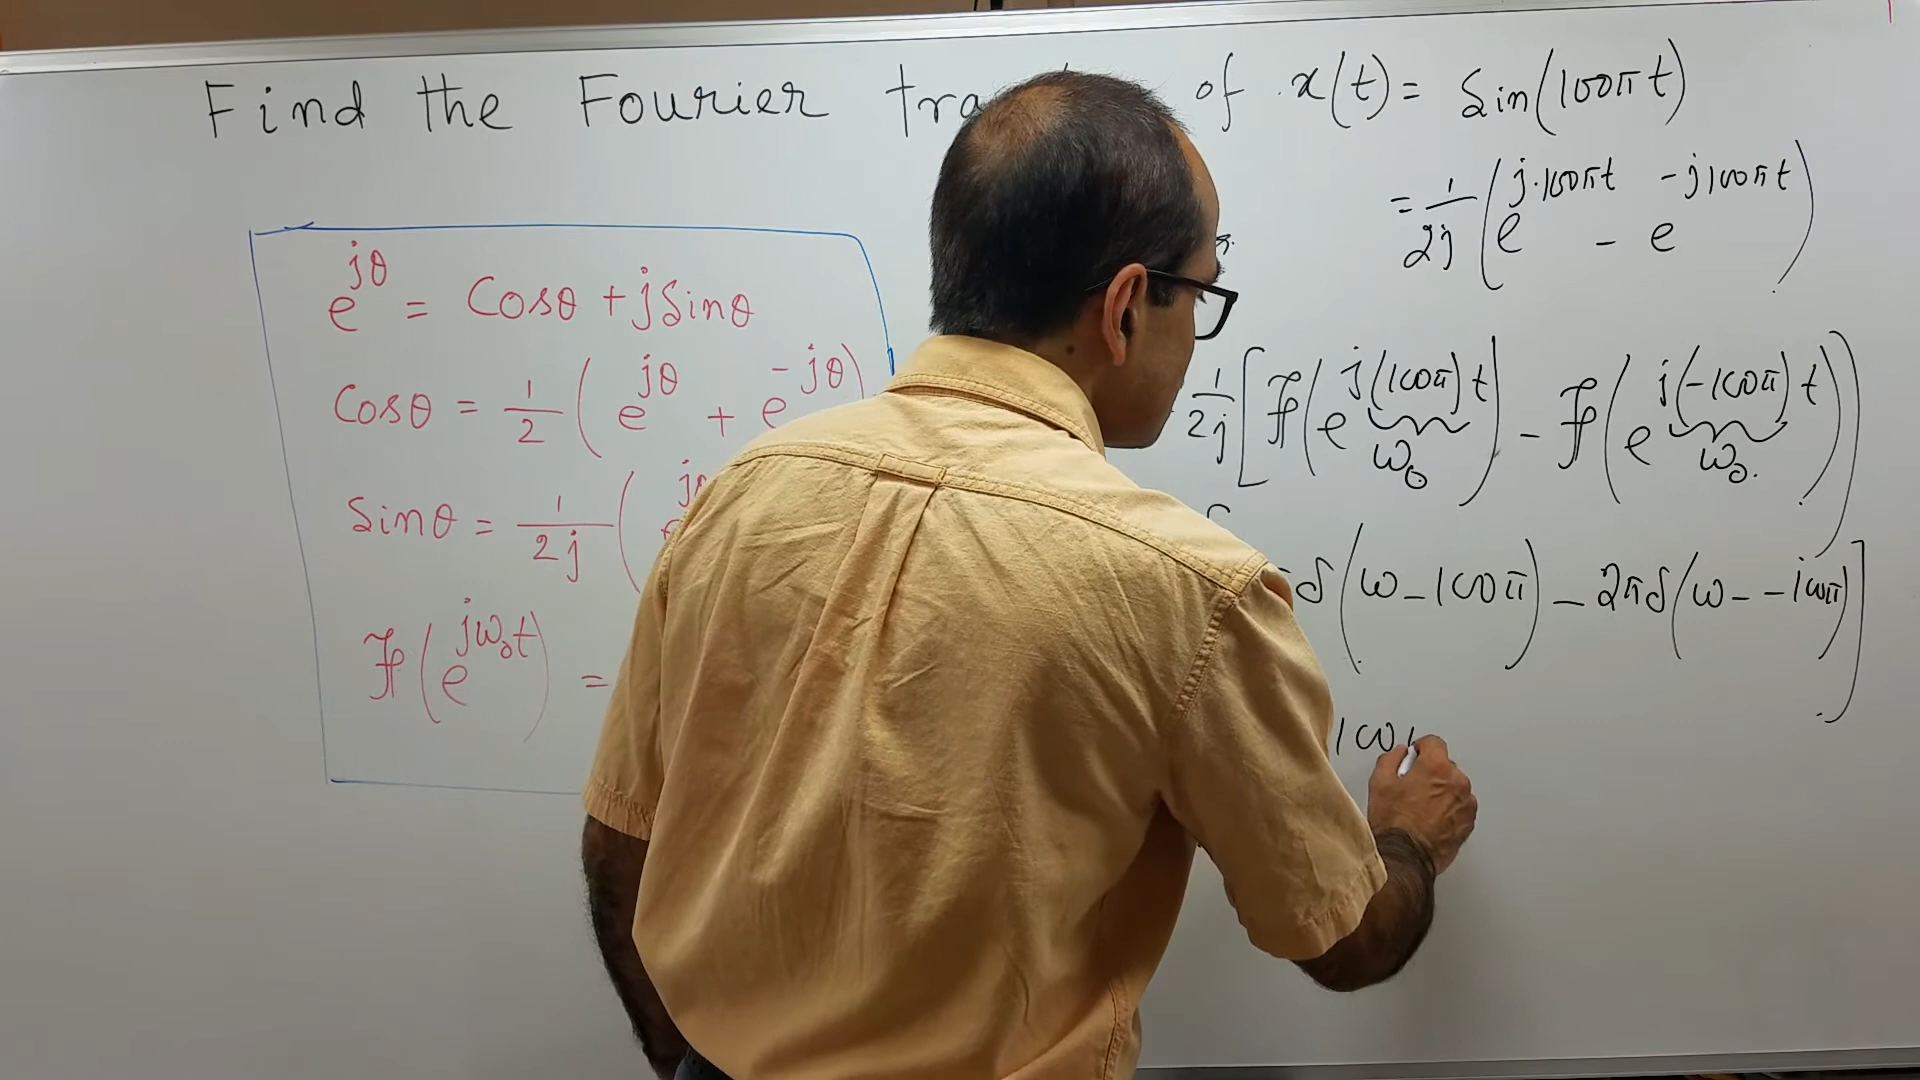 Find the Fourier tra of x(t) = Sin(100πt)
= 1/2j (e^(j·100πt) - e^(-j100πt))
e^(jθ) = Cosθ + jSinθ
Cosθ = 1/2 (e^(jθ) + e^(-jθ))
1/2j [ℱ(e^(j(100π)t)) - ℱ(e^(j(-100π)t))
ω₀ ω₀.
Sinθ = 1/2j (
δ(ω - 100π) - 2πδ(ω - -100π)]
ℱ(e^(jω₀t)) =
100